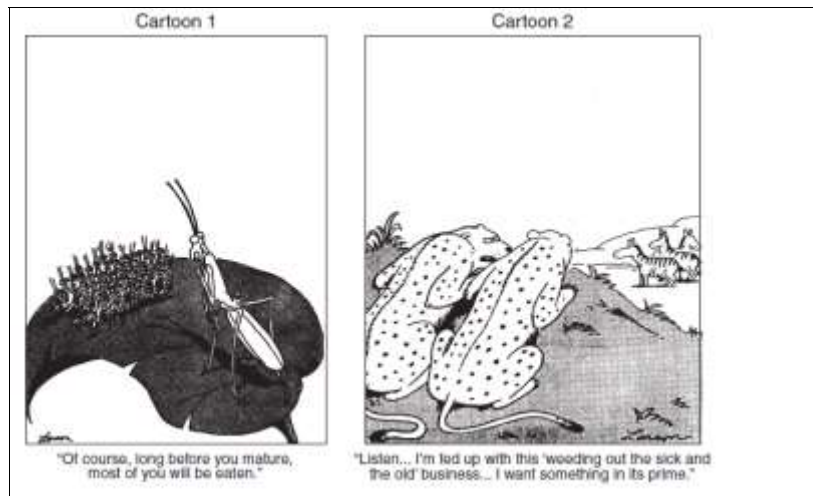 Cartoon 1
Cartoon 2
"Of course, long before you mature,
most of you will be eaten."
"Listen... I'm fed up with this 'weeding out the sick and
the old' business... I want something in its prime."
Larson